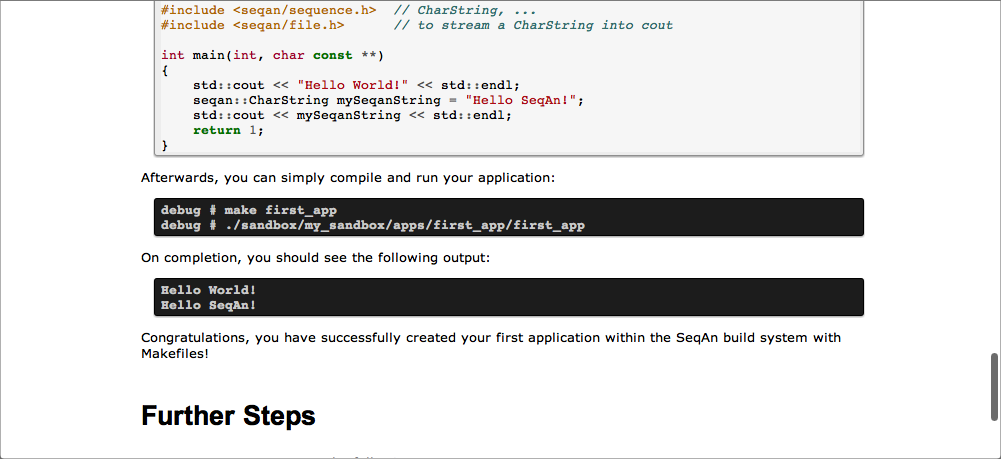 #include <seqan/sequence.h>  // CharString, ...
#include <seqan/file.h>      // to stream a CharString into cout
int main(int, char const **)
{
    std::cout << "Hello World!" << std::endl;
    seqan::CharString mySeqanString = "Hello SeqAn!";
    std::cout << mySeqanString << std::endl;
    return 1;
}
Afterwards, you can simply compile and run your application:
debug # make first_app
debug # ./sandbox/my_sandbox/apps/first_app/first_app
On completion, you should see the following output:
Hello World!
Hello SeqAn!
Congratulations, you have successfully created your first application within the SeqAn build system with
Makefiles!
Further Steps